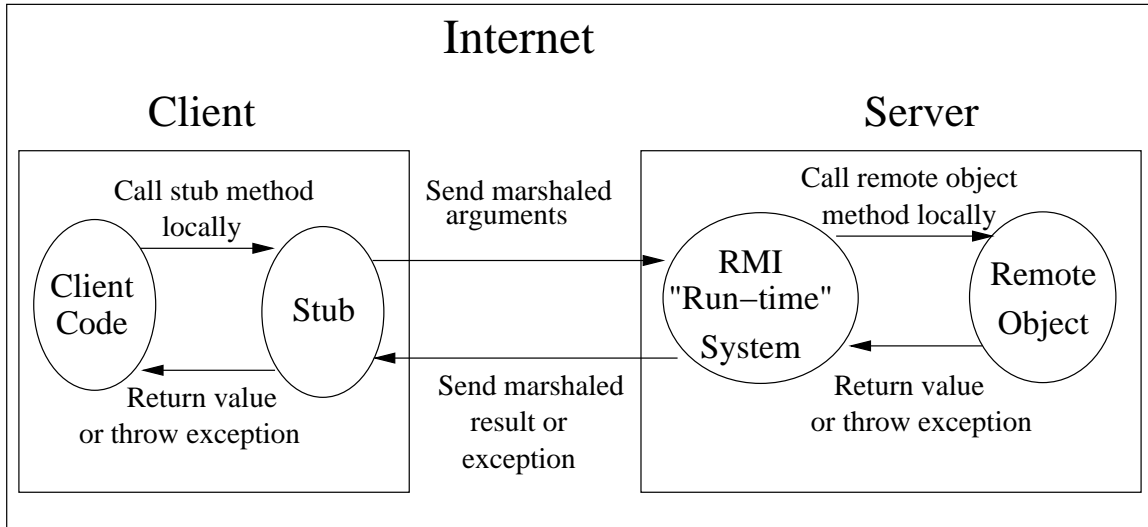 Internet
Client
Server
Call stub method
locally
Client
Code
Stub
Return value
or throw exception
Send marshaled
arguments
Send marshaled
result or
exception
Call remote object
method locally
RMI
"Run−time"
System
Remote
Object
Return value
or throw exception